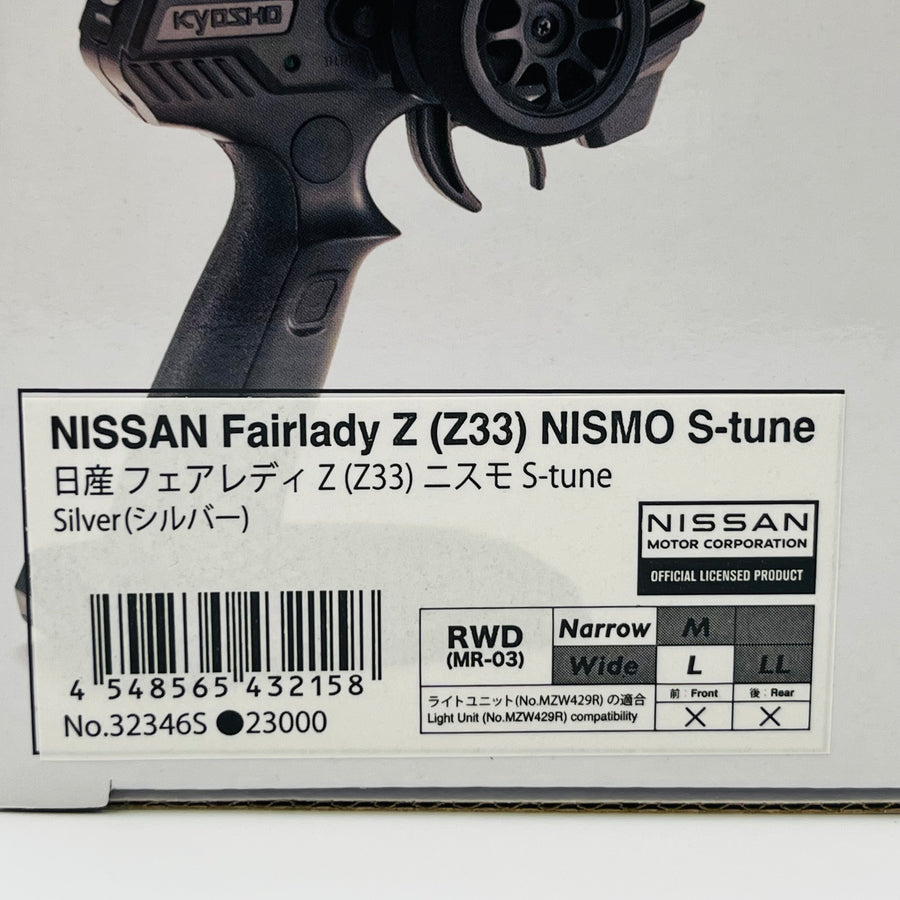 KYOSHO
NISSAN Fairlady Z (Z33) NISMO S-tune
日産 フェアレディ Z (Z33) ニスモ S-tune
Silver(シルバー)
NISSAN
MOTOR CORPORATION
OFFICIAL LICENSED PRODUCT
4 548565 432158
No.32346S ●23000
RWD
(MR-03)
Narrow M
Wide L LL
ライトユニット(No.MZW429R) の適合
Light Unit (No.MZW429R) compatibility
前:Front 後:Rear
× ×